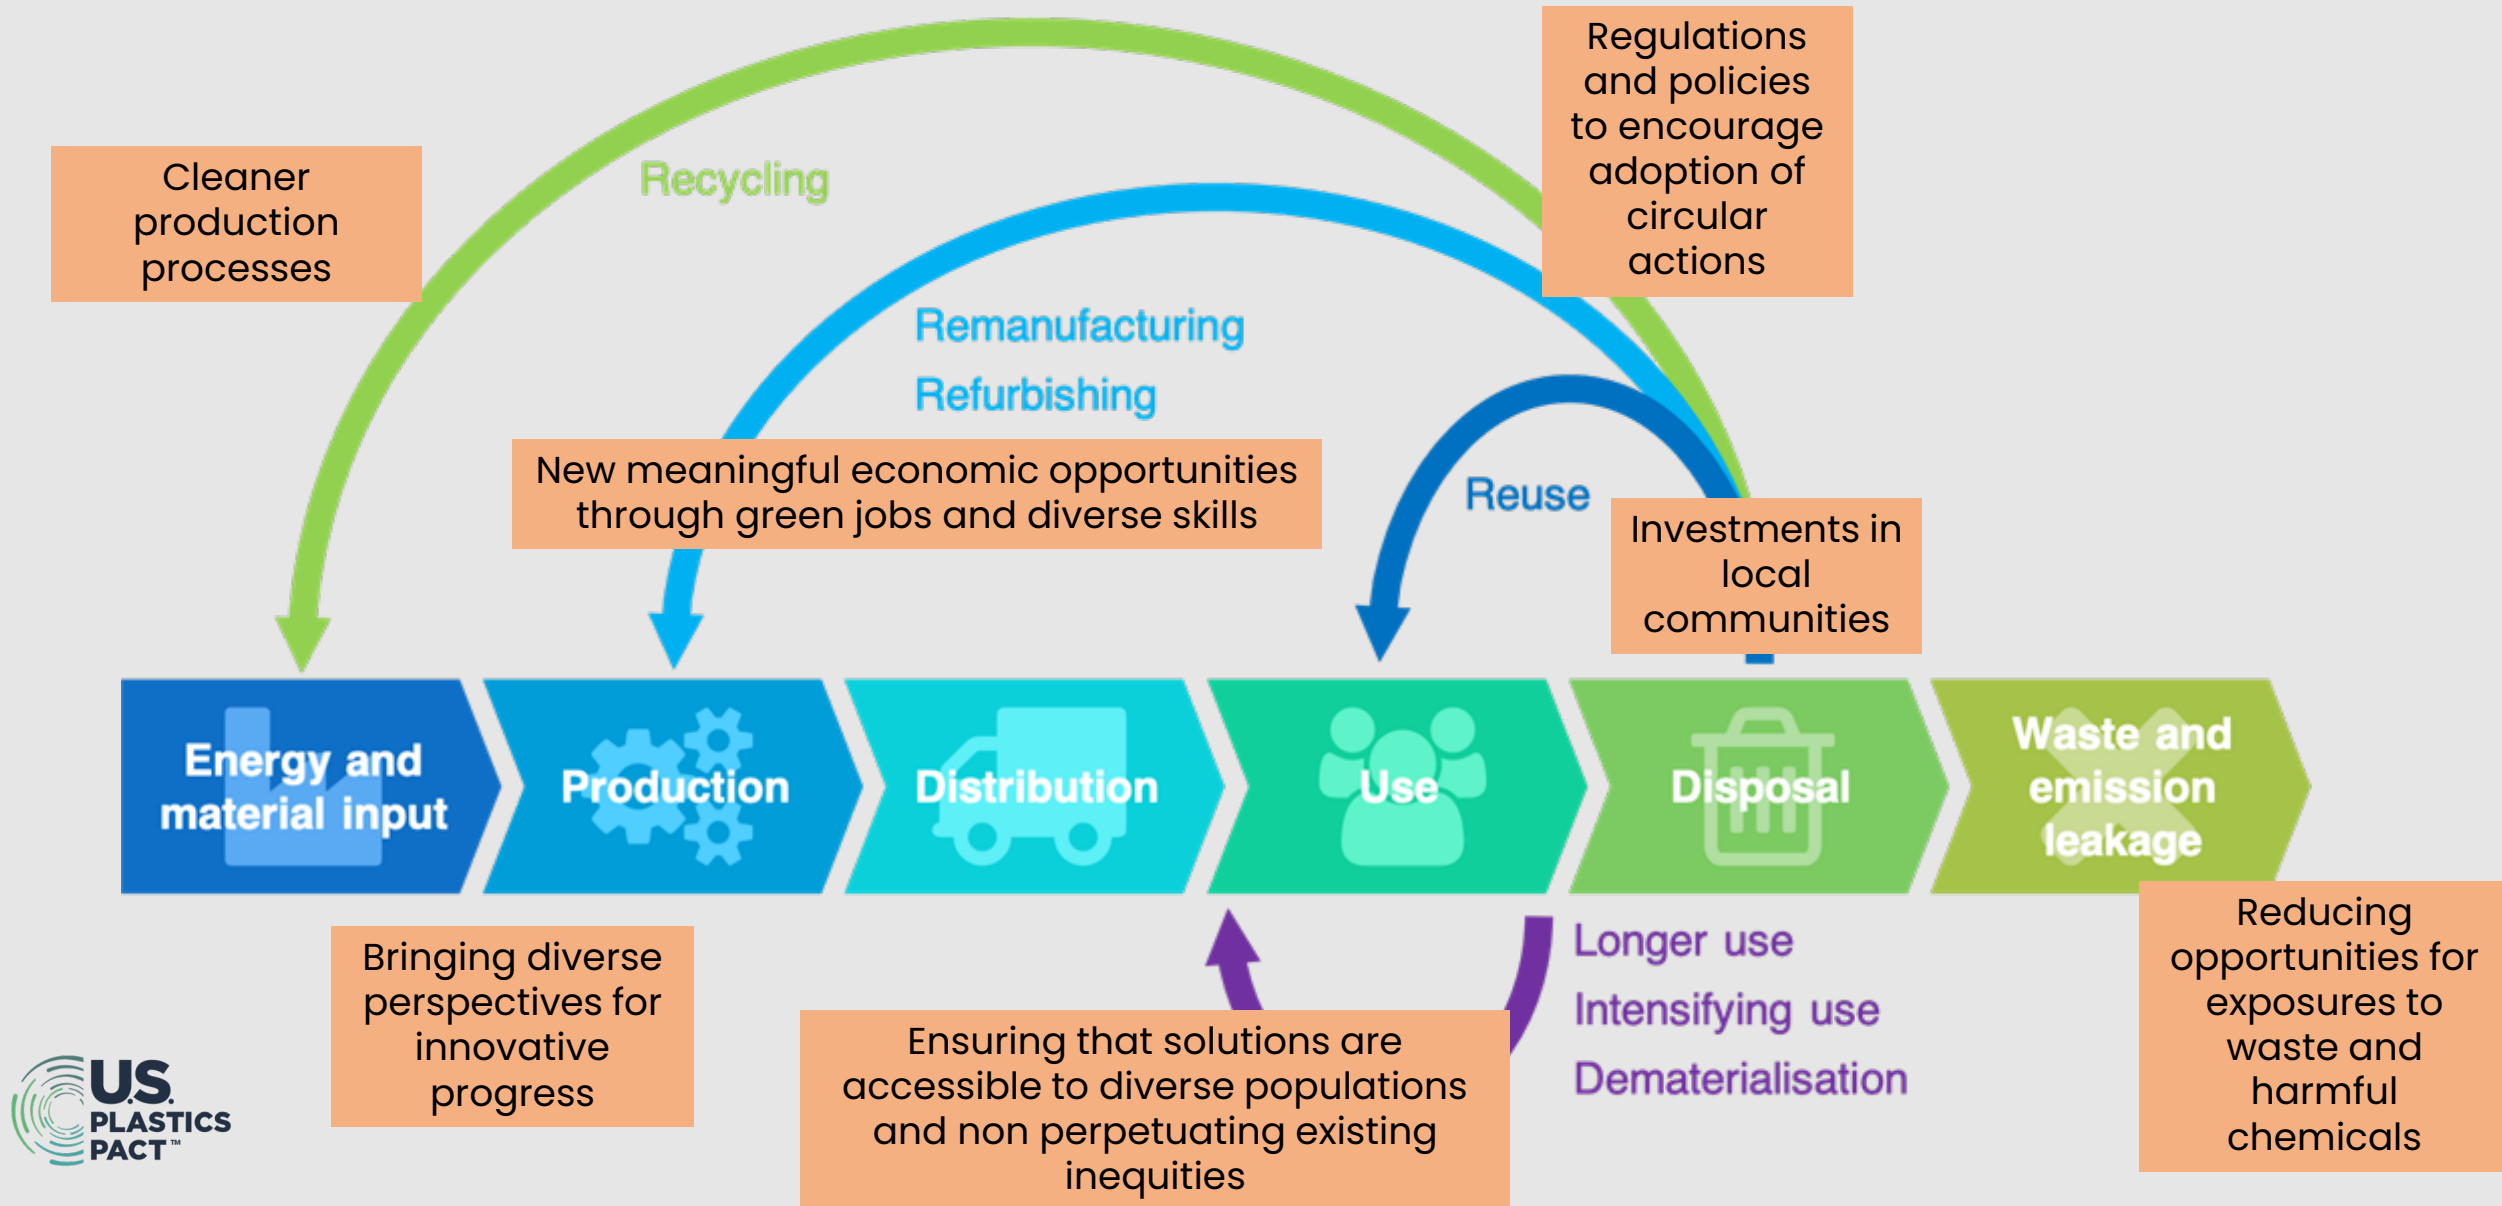 Regulations
and policies
to encourage
adoption of
circular
actions
Cleaner
production
processes
Recycling
Remanufacturing
Refurbishing
New meaningful economic opportunities
through green jobs and diverse skills
Reuse
Investments in
local
communities
Energy and
material input
Production
Distribution
Use
Disposal
Waste and
emission
leakage
Bringing diverse
perspectives for
innovative
progress
Ensuring that solutions are
accessible to diverse populations
and non perpetuating existing
inequities
Longer use
Intensifying use
Dematerialisation
Reducing
opportunities for
exposures to
waste and
harmful
chemicals
U.S.
PLASTICS
PACT™